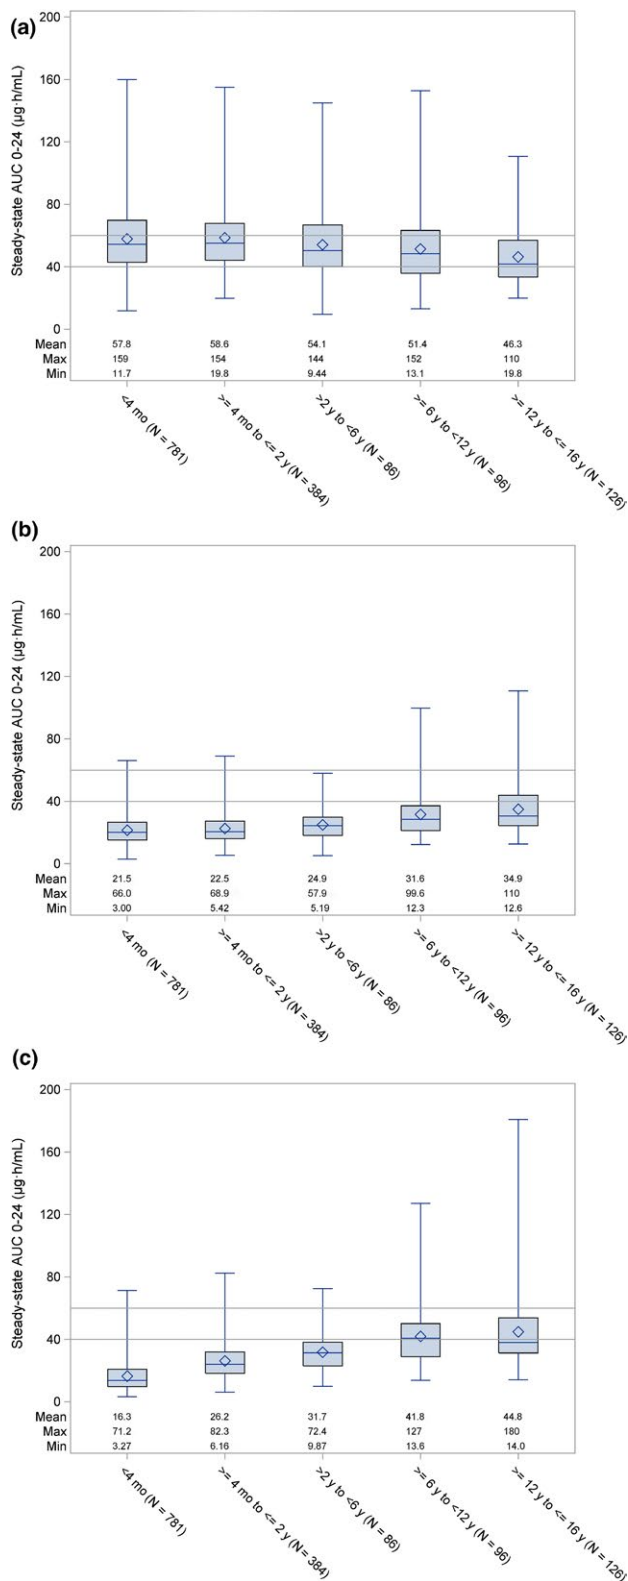 (a)
Steady-state AUC 0-24 (µg·h/mL)
200
160
120
80
40
0
Mean 57.8 58.6 54.1 51.4 46.3
Max 159 154 144 152 110
Min 11.7 19.8 9.44 13.1 19.8
<4 mo (N = 781)
>= 4 mo to <= 2 y (N = 384)
>2 y to <6 y (N = 86)
>= 6 y to <12 y (N = 96)
>= 12 y to <= 16 y (N = 126)
(b)
Steady-state AUC 0-24 (µg·h/mL)
200
160
120
80
40
0
Mean 21.5 22.5 24.9 31.6 34.9
Max 66.0 68.9 57.9 99.6 110
Min 3.00 5.42 5.19 12.3 12.6
<4 mo (N = 781)
>= 4 mo to <= 2 y (N = 384)
>2 y to <6 y (N = 86)
>= 6 y to <12 y (N = 96)
>= 12 y to <= 16 y (N = 126)
(c)
Steady-state AUC 0-24 (µg·h/mL)
200
160
120
80
40
0
Mean 16.3 26.2 31.7 41.8 44.8
Max 71.2 82.3 72.4 127 180
Min 3.27 6.16 9.87 13.6 14.0
<4 mo (N = 781)
>= 4 mo to <= 2 y (N = 384)
>2 y to <6 y (N = 86)
>= 6 y to <12 y (N = 96)
>= 12 y to <= 16 y (N = 126)